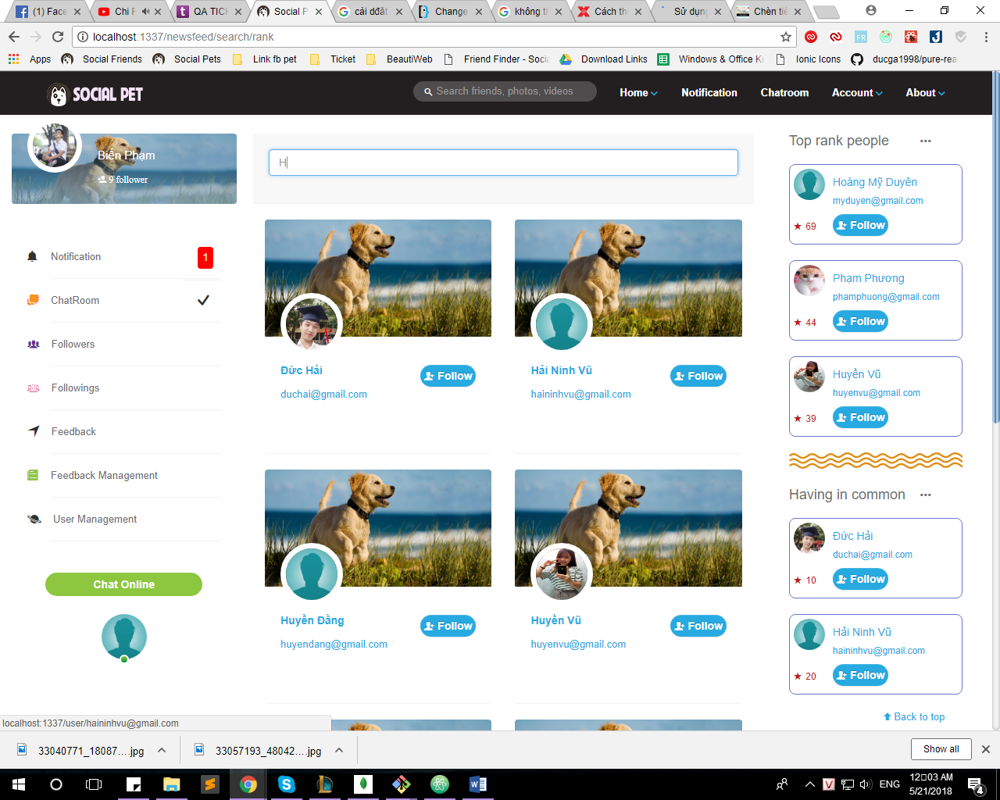 (1) Face
Chi F
QA TICH
Social P
cải đđăt
Change
không th
Cách th
Sử dụng
Chèn tiế
localhost:1337/newsfeed/search/rank
Apps
Social Friends
Social Pets
Link fb pet
Ticket
BeautiWeb
Friend Finder - Socia
Download Links
Windows & Office Ke
Ionic Icons
ducga1998/pure-rea
SOCIAL PET
Search friends, photos, videos
Home
Notification
Chatroom
Account
About
Biển Phạm
9 follower
Notification
1
ChatRoom
Followers
Followings
Feedback
Feedback Management
User Management
Chat Online
H
Đức Hải
Follow
duchai@gmail.com
Hải Ninh Vũ
Follow
haininhvu@gmail.com
Huyền Đằng
Follow
huyendang@gmail.com
Huyền Vũ
Follow
huyenvu@gmail.com
Top rank people
Hoàng Mỹ Duyên
myduyen@gmail.com
69
Follow
Phạm Phương
phamphuong@gmail.com
44
Follow
Huyền Vũ
huyenvu@gmail.com
39
Follow
Having in common
Đức Hải
duchai@gmail.com
10
Follow
Hải Ninh Vũ
haininhvu@gmail.com
20
Follow
Back to top
localhost:1337/user/haininhvu@gmail.com
33040771_18087....jpg
33057193_48042....jpg
Show all
ENG
12:03 AM
5/21/2018
4